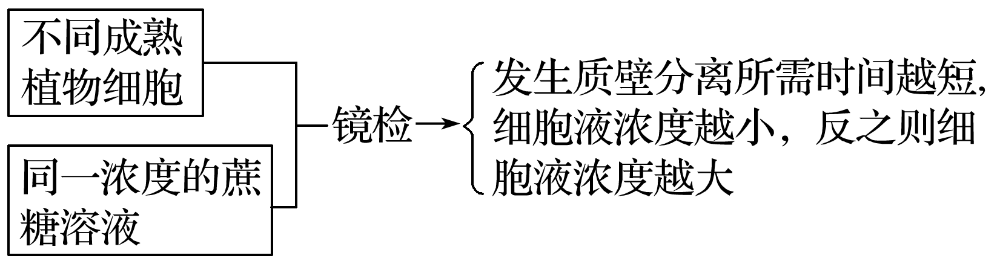 不同成熟
植物细胞
同一浓度的蔗
糖溶液
镜检
发生质壁分离所需时间越短,
细胞液浓度越小，反之则细
胞液浓度越大